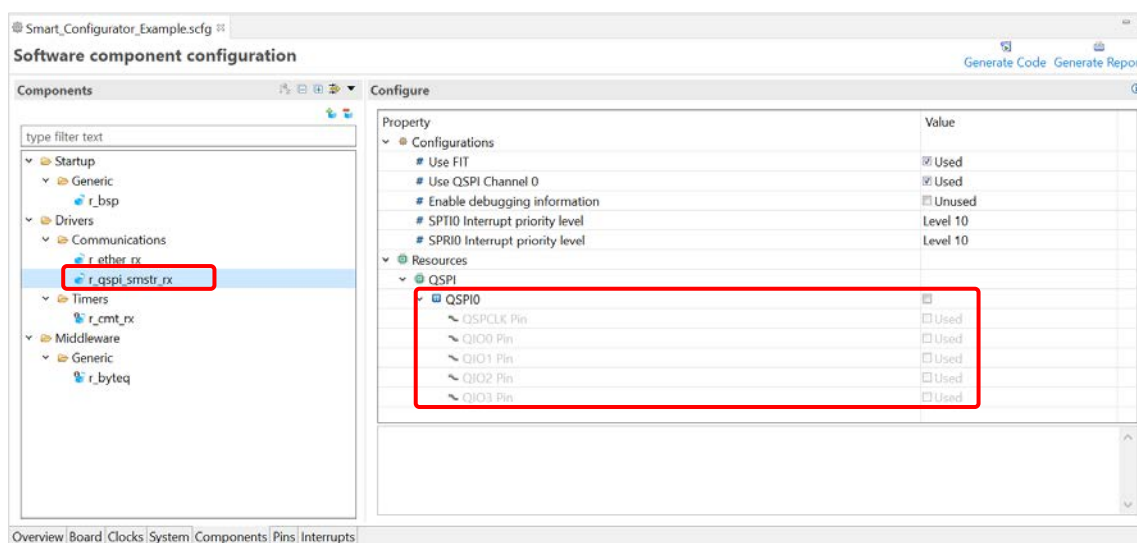 Smart_Configurator_Example.scfg
Software component configuration
Generate Code Generate Repor
Components
Configure
type filter text
Startup
Generic
r_bsp
Drivers
Communications
r_ether_rx
r_qspi_smstr_rx
Timers
r_cmt_rx
Middleware
Generic
r_byteq
Property Value
Configurations
# Use FIT Used
# Use QSPI Channel 0 Used
# Enable debugging information Unused
# SPTI0 Interrupt priority level Level 10
# SPRI0 Interrupt priority level Level 10
Resources
QSPI
QSPI0
QSPCLK Pin Used
QIO0 Pin Used
QIO1 Pin Used
QIO2 Pin Used
QIO3 Pin Used
Overview Board Clocks System Components Pins Interrupts